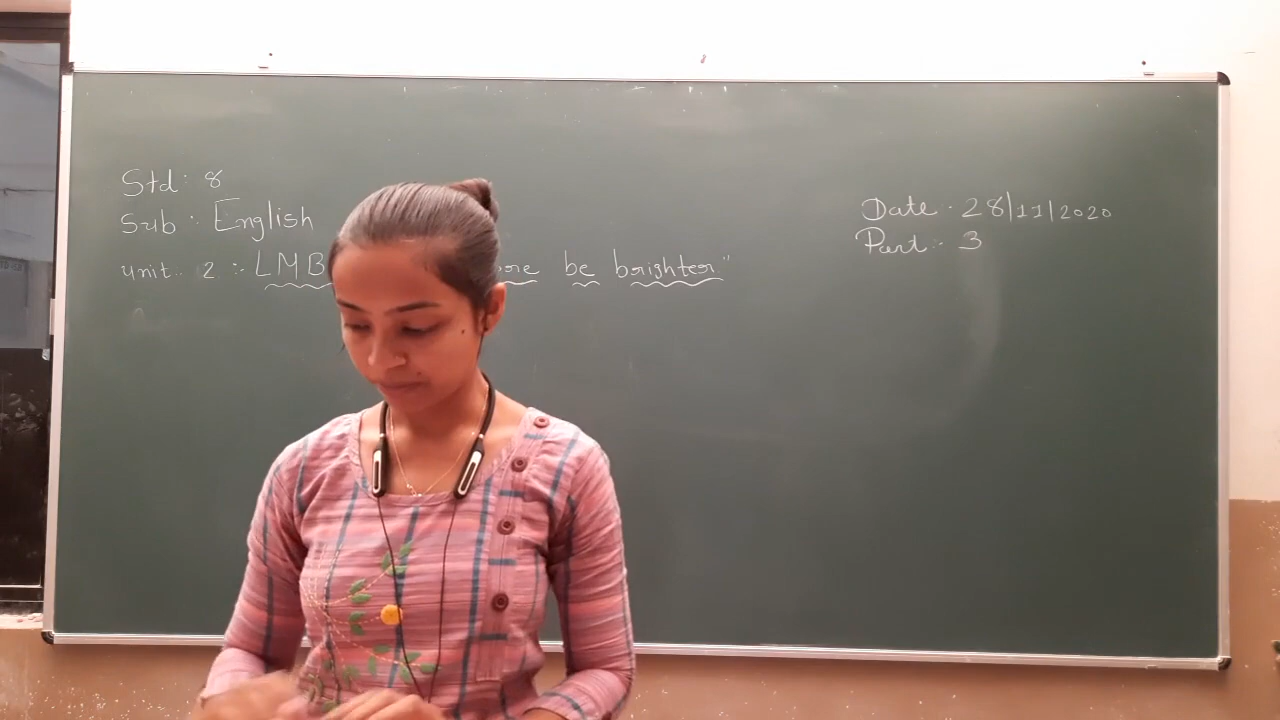 Std: 8
Sub: English
Unit: 2 :- LMB be brighter."
Date: 28/11/2020
Part: 3